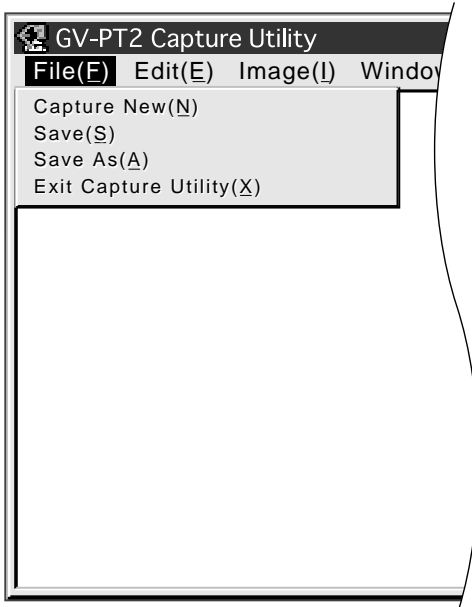 GV-PT2 Capture Utility
File(F) Edit(E) Image(I)
Capture New(N)
Save(S)
Save As(A)
Exit Capture Utility(X)